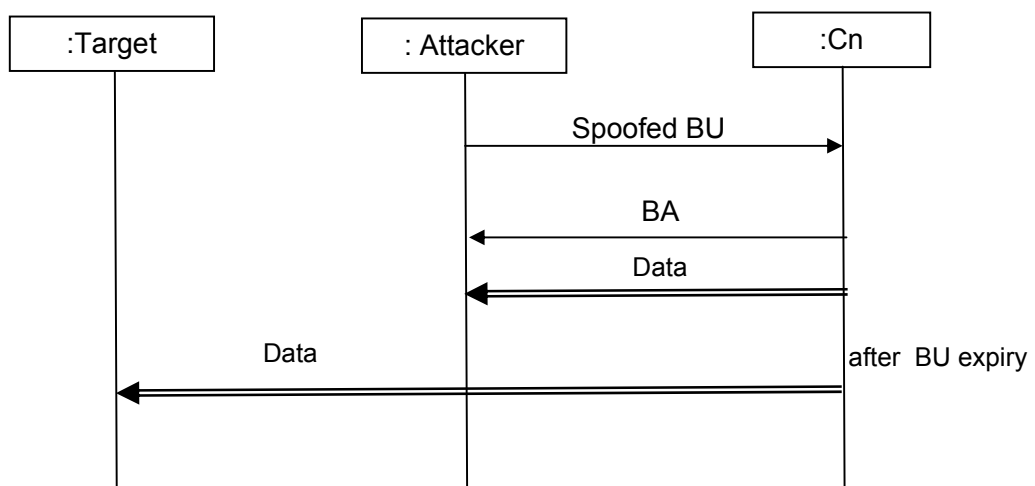 :Target
: Attacker
:Cn
Spoofed BU
BA
Data
Data
after BU expiry